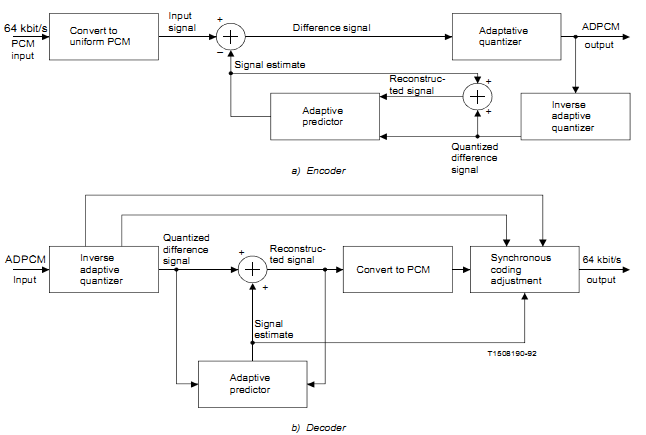 64 kbit/s
PCM
input
Convert to
uniform PCM
Input
signal
+
−
+
Difference signal
Adaptative
quantizer
ADPCM
output
Signal estimate
Reconstruc-
ted signal
+
+
+
Adaptive
predictor
Inverse
adaptive
quantizer
Quantized
difference
signal
a) Encoder
ADPCM
Input
Inverse
adaptive
quantizer
Quantized
difference
signal
+
+
+
Reconstruc-
ted signal
Convert to PCM
Synchronous
coding
adjustment
64 kbit/s
output
Signal
estimate
T1508190-92
Adaptive
predictor
b) Decoder